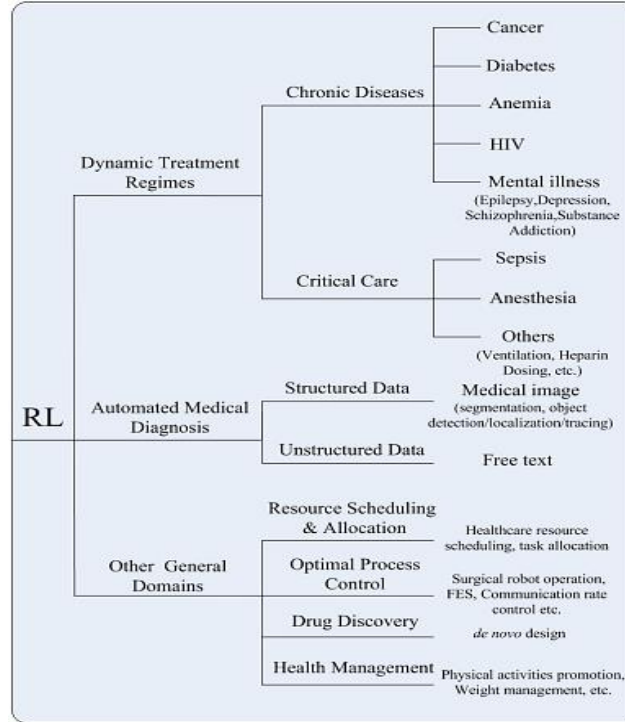 Cancer
Chronic Diseases
Diabetes
Anemia
HIV
Dynamic Treatment
Regimes
Mental illness
(Epilepsy,Depression,
Schizophrenia,Substance
Addiction)
Sepsis
Critical Care
Anesthesia
Others
(Ventilation, Heparin
Dosing, etc.)
RL
Automated Medical
Diagnosis
Structured Data
Medical image
(segmentation, object
detection/localization/tracing)
Unstructured Data
Free text
Other General
Domains
Resource Scheduling
& Allocation
Healthcare resource
scheduling, task allocation
Optimal Process
Control
Surgical robot operation,
FES, Communication rate
control etc.
Drug Discovery
de novo design
Health Management
Physical activities promotion,
Weight management, etc.